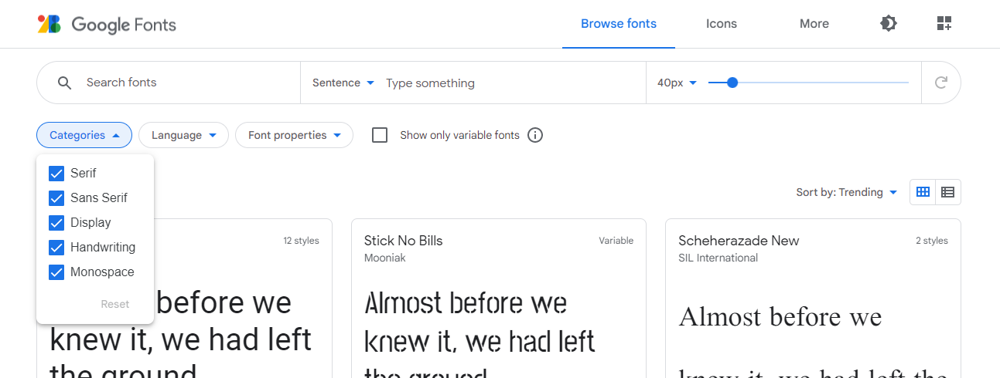 Google Fonts
Browse fonts
Icons
More
Search fonts
Sentence
Type something
40px
Categories
Language
Font properties
Show only variable fonts
Serif
Sans Serif
Display
Handwriting
Monospace
Reset
Sort by: Trending
12 styles
before we
knew it, we had left
the ground
Stick No Bills
Variable
Mooniak
Almost before we
knew it, we had left
the ground
Scheherazade New
2 styles
SIL International
Almost before we
knew it, we had left the